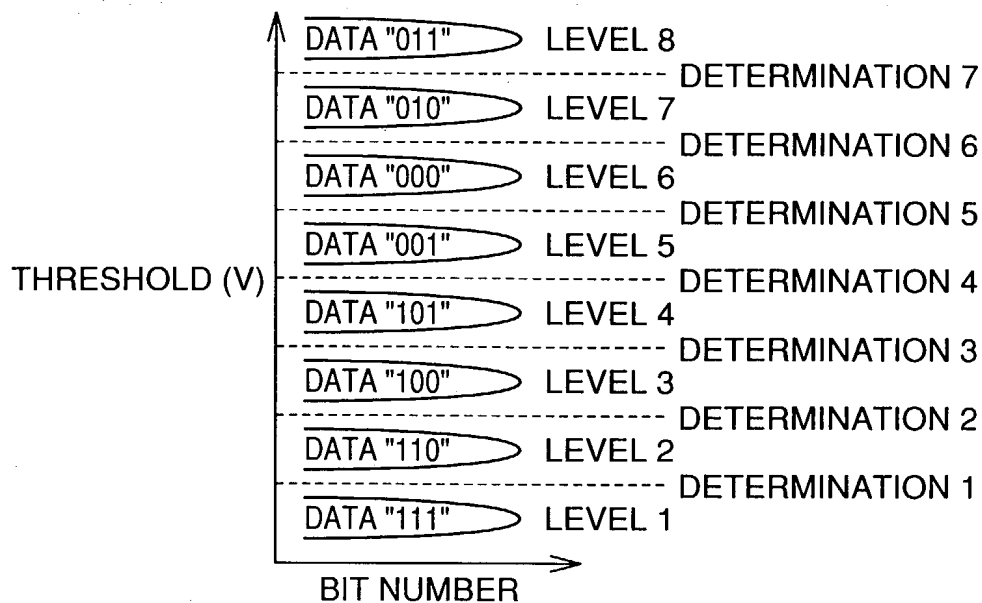 DATA "011" LEVEL 8
DETERMINATION 7
DATA "010" LEVEL 7
DETERMINATION 6
DATA "000" LEVEL 6
DETERMINATION 5
DATA "001" LEVEL 5
THRESHOLD (V)
DETERMINATION 4
DATA "101" LEVEL 4
DETERMINATION 3
DATA "100" LEVEL 3
DETERMINATION 2
DATA "110" LEVEL 2
DETERMINATION 1
DATA "111" LEVEL 1
BIT NUMBER